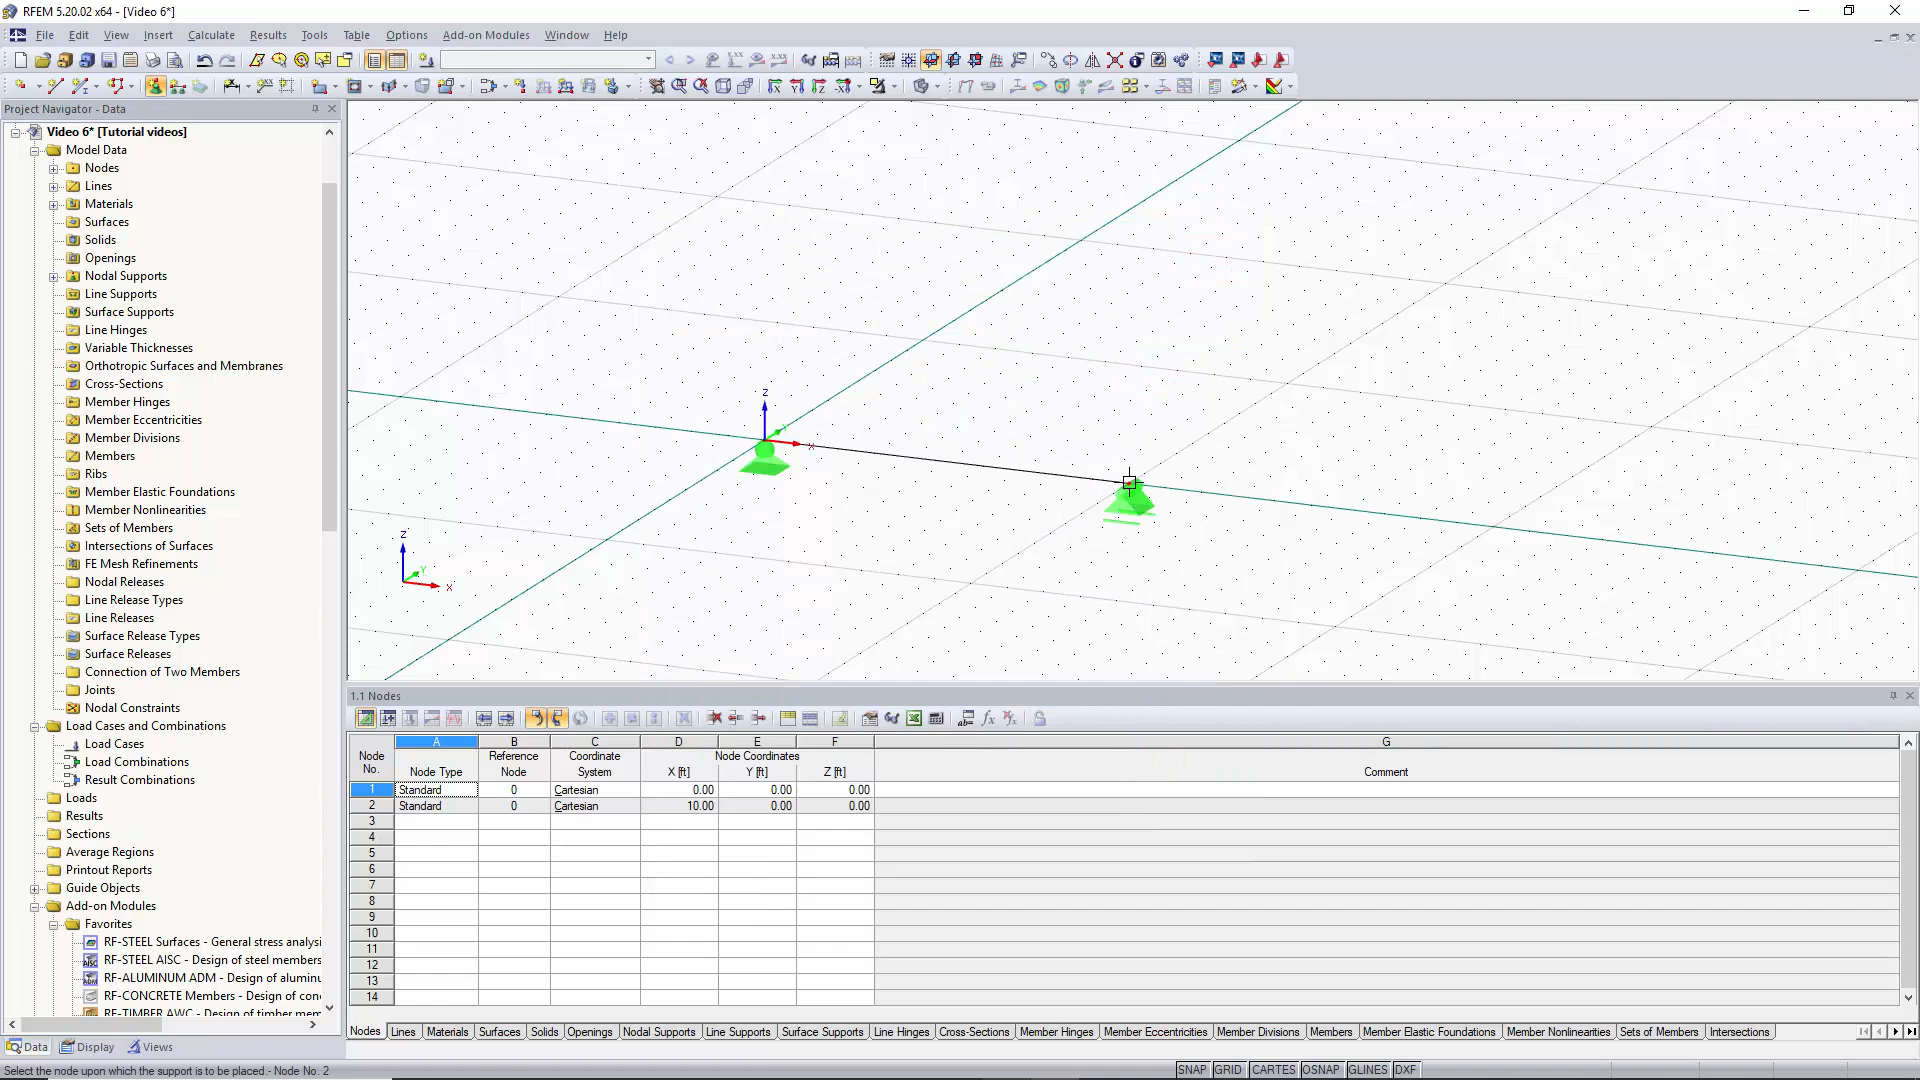 RFEM 5.20.02 x64 - [Video 6*]
File Edit View Insert Calculate Results Tools Table Options Add-on Modules Window Help
Project Navigator - Data
Video 6* [Tutorial videos]
Model Data
Nodes
Lines
Materials
Surfaces
Solids
Openings
Nodal Supports
Line Supports
Surface Supports
Line Hinges
Variable Thicknesses
Orthotropic Surfaces and Membranes
Cross-Sections
Member Hinges
Member Eccentricities
Member Divisions
Members
Ribs
Member Elastic Foundations
Member Nonlinearities
Sets of Members
Intersections of Surfaces
FE Mesh Refinements
Nodal Releases
Line Release Types
Line Releases
Surface Release Types
Surface Releases
Connection of Two Members
Joints
Nodal Constraints
Load Cases and Combinations
Load Cases
Load Combinations
Result Combinations
Loads
Results
Sections
Average Regions
Printout Reports
Guide Objects
Add-on Modules
Favorites
RF-STEEL Surfaces - General stress analysi
RF-STEEL AISC - Design of steel members
RF-ALUMINUM ADM - Design of aluminu
RF-CONCRETE Members - Design of con
RF-TIMBER AWC - Design of timber mem
Data Display Views
Z
Y
X
Z
Y
X
1.1 Nodes
A B C D E F G
Node No. Node Type Reference Node Coordinate System Node Coordinates X [ft] Y [ft] Z [ft] Comment
1 Standard 0 Cartesian 0.00 0.00 0.00
2 Standard 0 Cartesian 10.00 0.00 0.00
3
4
5
6
7
8
9
10
11
12
13
14
Nodes Lines Materials Surfaces Solids Openings Nodal Supports Line Supports Surface Supports Line Hinges Cross-Sections Member Hinges Member Eccentricities Member Divisions Members Member Elastic Foundations Member Nonlinearities Sets of Members Intersections
Select the node upon which the support is to be placed.- Node No. 2
SNAP GRID CARTES OSNAP GLINES DXF